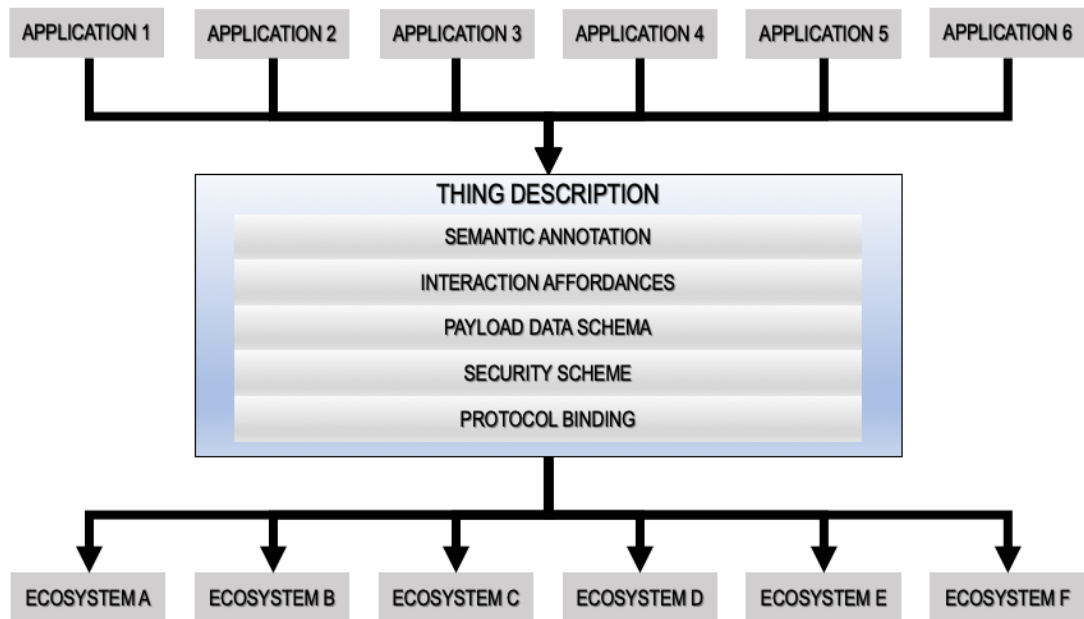 APPLICATION 1
APPLICATION 2
APPLICATION 3
APPLICATION 4
APPLICATION 5
APPLICATION 6
THING DESCRIPTION
SEMANTIC ANNOTATION
INTERACTION AFFORDANCES
PAYLOAD DATA SCHEMA
SECURITY SCHEME
PROTOCOL BINDING
ECOSYSTEM A
ECOSYSTEM B
ECOSYSTEM C
ECOSYSTEM D
ECOSYSTEM E
ECOSYSTEM F